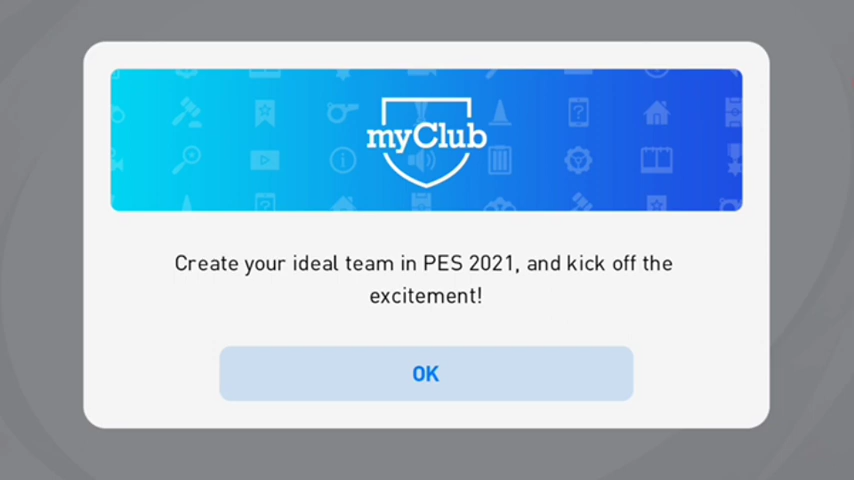 myClub
Create your ideal team in PES 2021, and kick off the
excitement!
OK